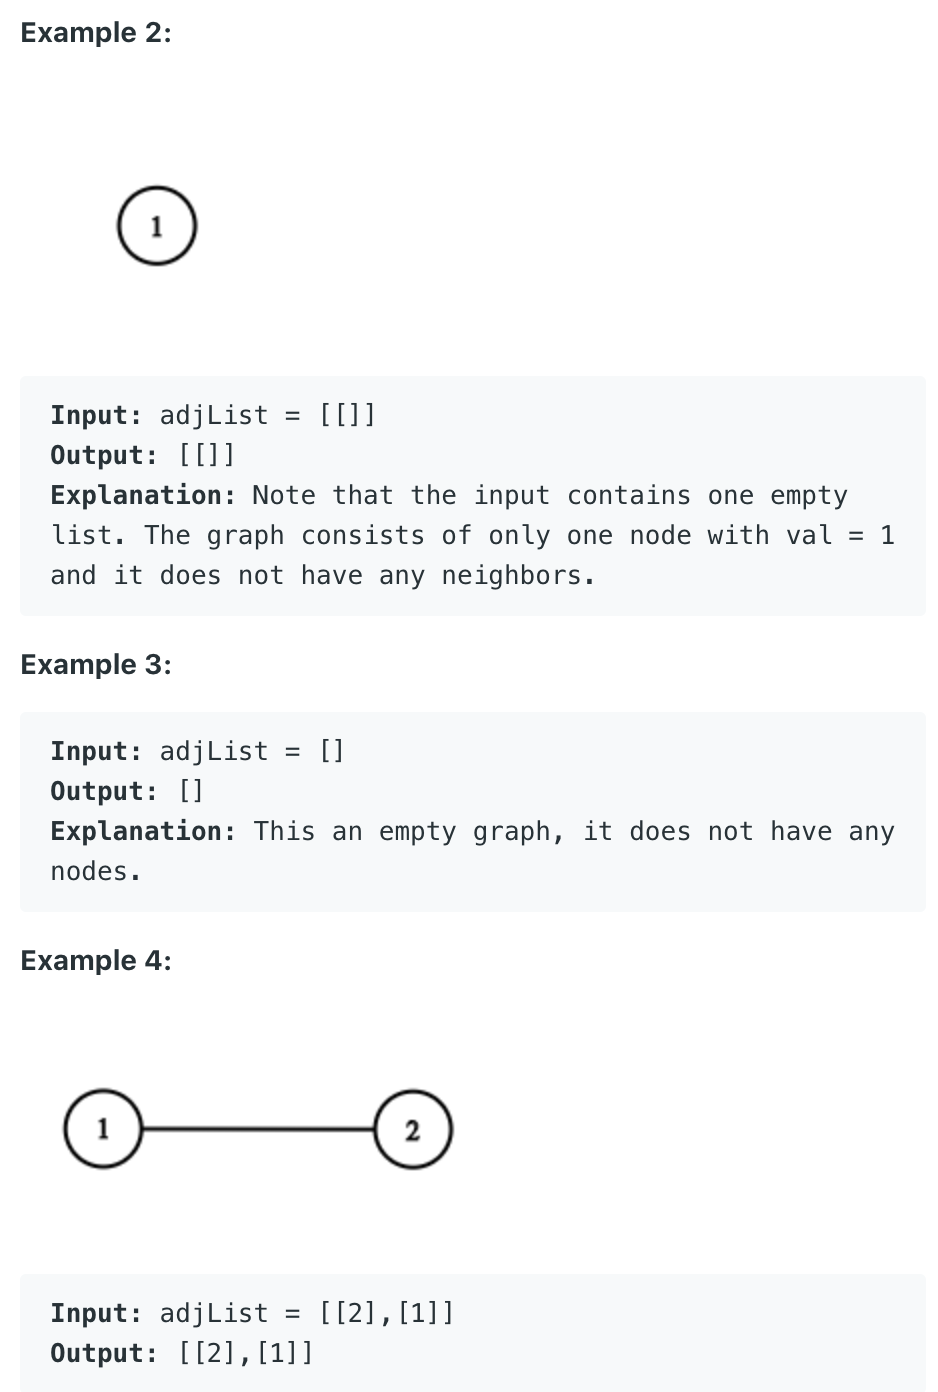 Example 2:
1
Input: adjList = [[]]
Output: [[]]
Explanation: Note that the input contains one empty
list. The graph consists of only one node with val = 1
and it does not have any neighbors.
Example 3:
Input: adjList = []
Output: []
Explanation: This an empty graph, it does not have any
nodes.
Example 4:
1 2
Input: adjList = [[2],[1]]
Output: [[2],[1]]